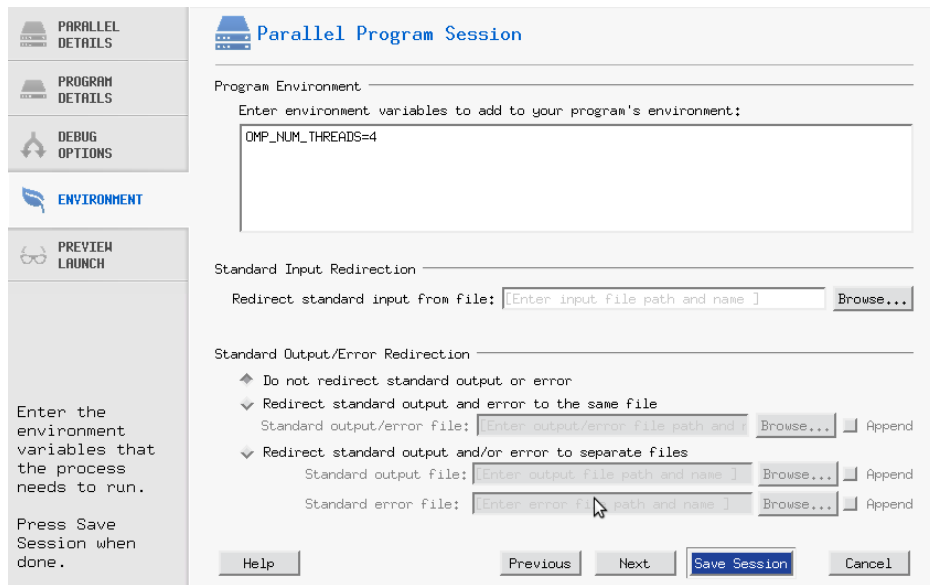 PARALLEL
DETAILS
PROGRAM
DETAILS
DEBUG
OPTIONS
ENVIRONMENT
PREVIEW
LAUNCH
Enter the
environment
variables that
the process
needs to run.
Press Save
Session when
done.
Parallel Program Session
Program Environment
Enter environment variables to add to your program's environment:
OMP_NUM_THREADS=4
Standard Input Redirection
Redirect standard input from file: [Enter input file path and name ] Browse...
Standard Output/Error Redirection
Do not redirect standard output or error
Redirect standard output and error to the same file
Standard output/error file: [Enter output/error file path and r Browse... Append
Redirect standard output and/or error to separate files
Standard output file: [Enter output file path and name ] Browse... Append
Standard error file: [Enter error file path and name ] Browse... Append
Help Previous Next Save Session Cancel